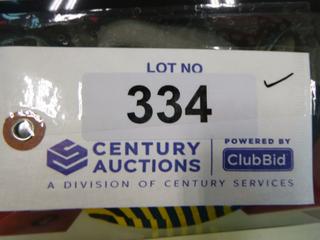 LOT NO
334
CENTURY
AUCTIONS
POWERED BY
ClubBid
A DIVISION OF CENTURY SERVICES